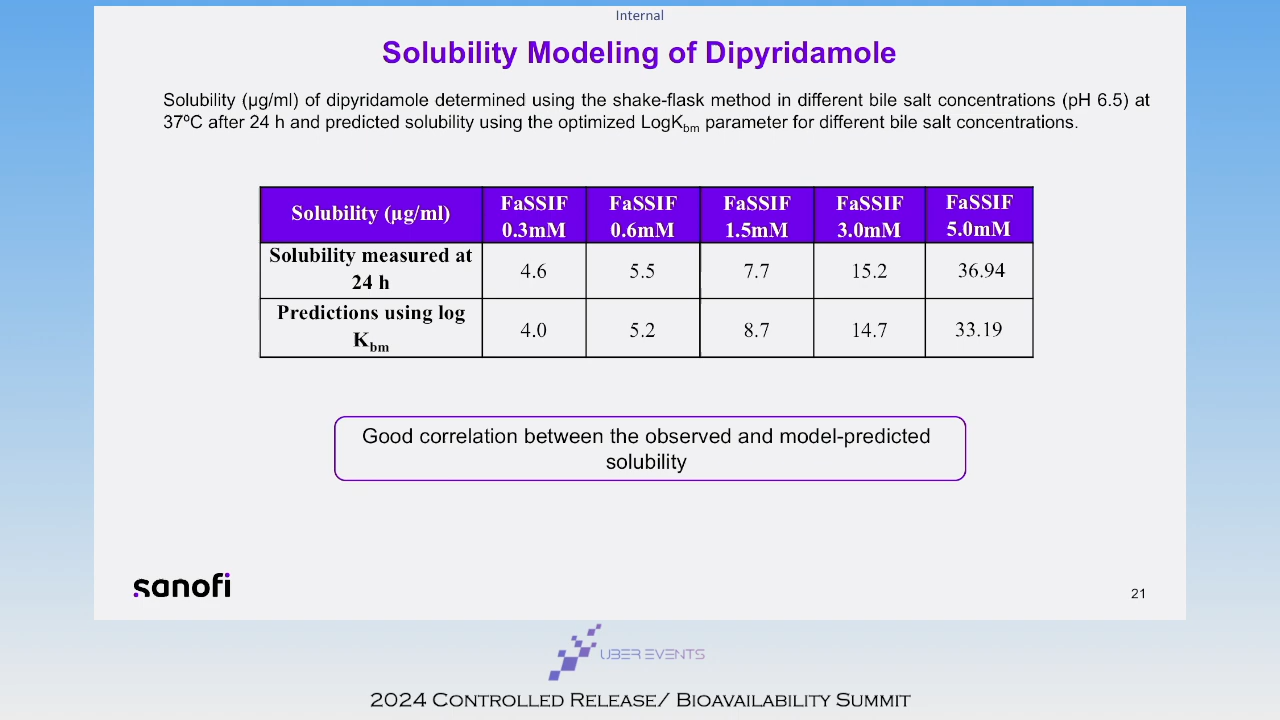 Internal
Solubility Modeling of Dipyridamole
Solubility (µg/ml) of dipyridamole determined using the shake-flask method in different bile salt concentrations (pH 6.5) at
37ºC after 24 h and predicted solubility using the optimized LogKbm parameter for different bile salt concentrations.
Solubility (µg/ml) FaSSIF 0.3mM FaSSIF 0.6mM FaSSIF 1.5mM FaSSIF 3.0mM FaSSIF 5.0mM
Solubility measured at 24 h 4.6 5.5 7.7 15.2 36.94
Predictions using log Kbm 4.0 5.2 8.7 14.7 33.19
Good correlation between the observed and model-predicted
solubility
sanofi
21
UBER EVENTS
2024 Controlled Release/ Bioavailability Summit